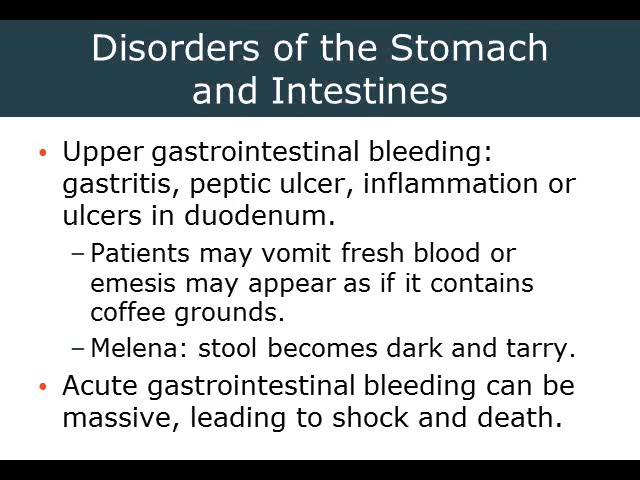 Disorders of the Stomach
and Intestines
• Upper gastrointestinal bleeding:
gastritis, peptic ulcer, inflammation or
ulcers in duodenum.
– Patients may vomit fresh blood or
emesis may appear as if it contains
coffee grounds.
– Melena: stool becomes dark and tarry.
• Acute gastrointestinal bleeding can be
massive, leading to shock and death.